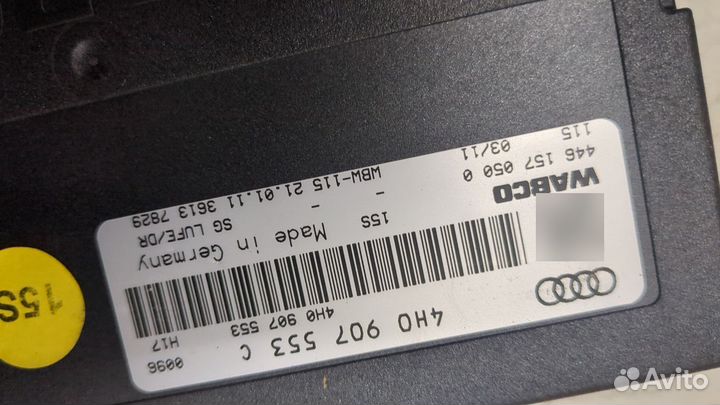 4H0 907 553 C
0096
H17
4H0 907 553
15S
Made in Germany
SG LUFE/DR
WABCO
446 157 050 0
115
03/11
WBW-115 21.01.11 3613 7829
15S
Avito